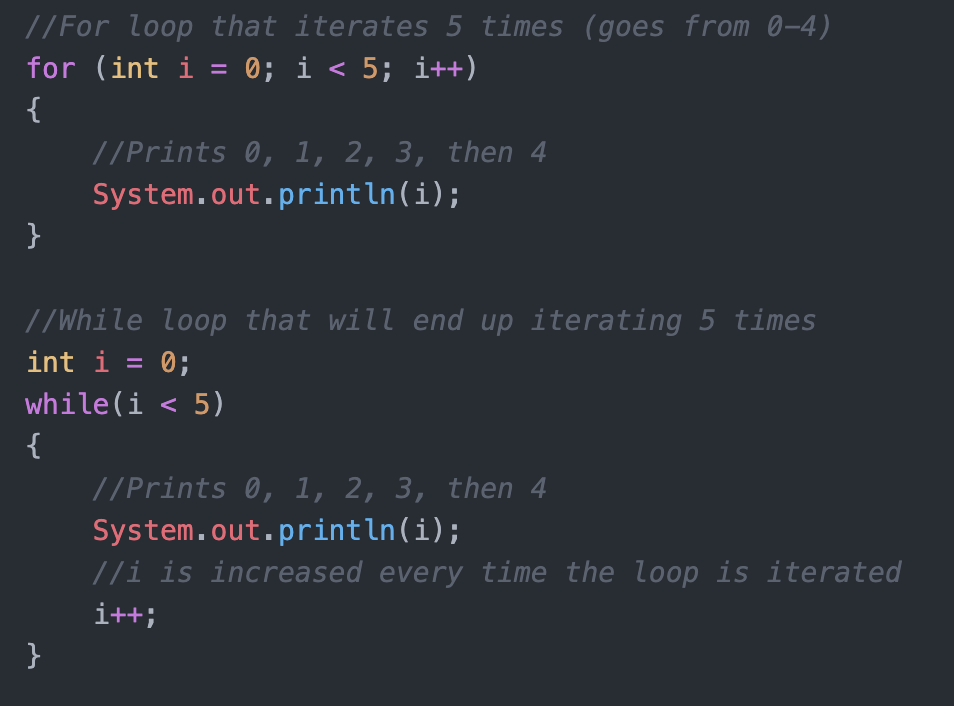 //For loop that iterates 5 times (goes from 0-4)
for (int i = 0; i < 5; i++)
{
    //Prints 0, 1, 2, 3, then 4
    System.out.println(i);
}

//While loop that will end up iterating 5 times
int i = 0;
while(i < 5)
{
    //Prints 0, 1, 2, 3, then 4
    System.out.println(i);
    //i is increased every time the loop is iterated
    i++;
}